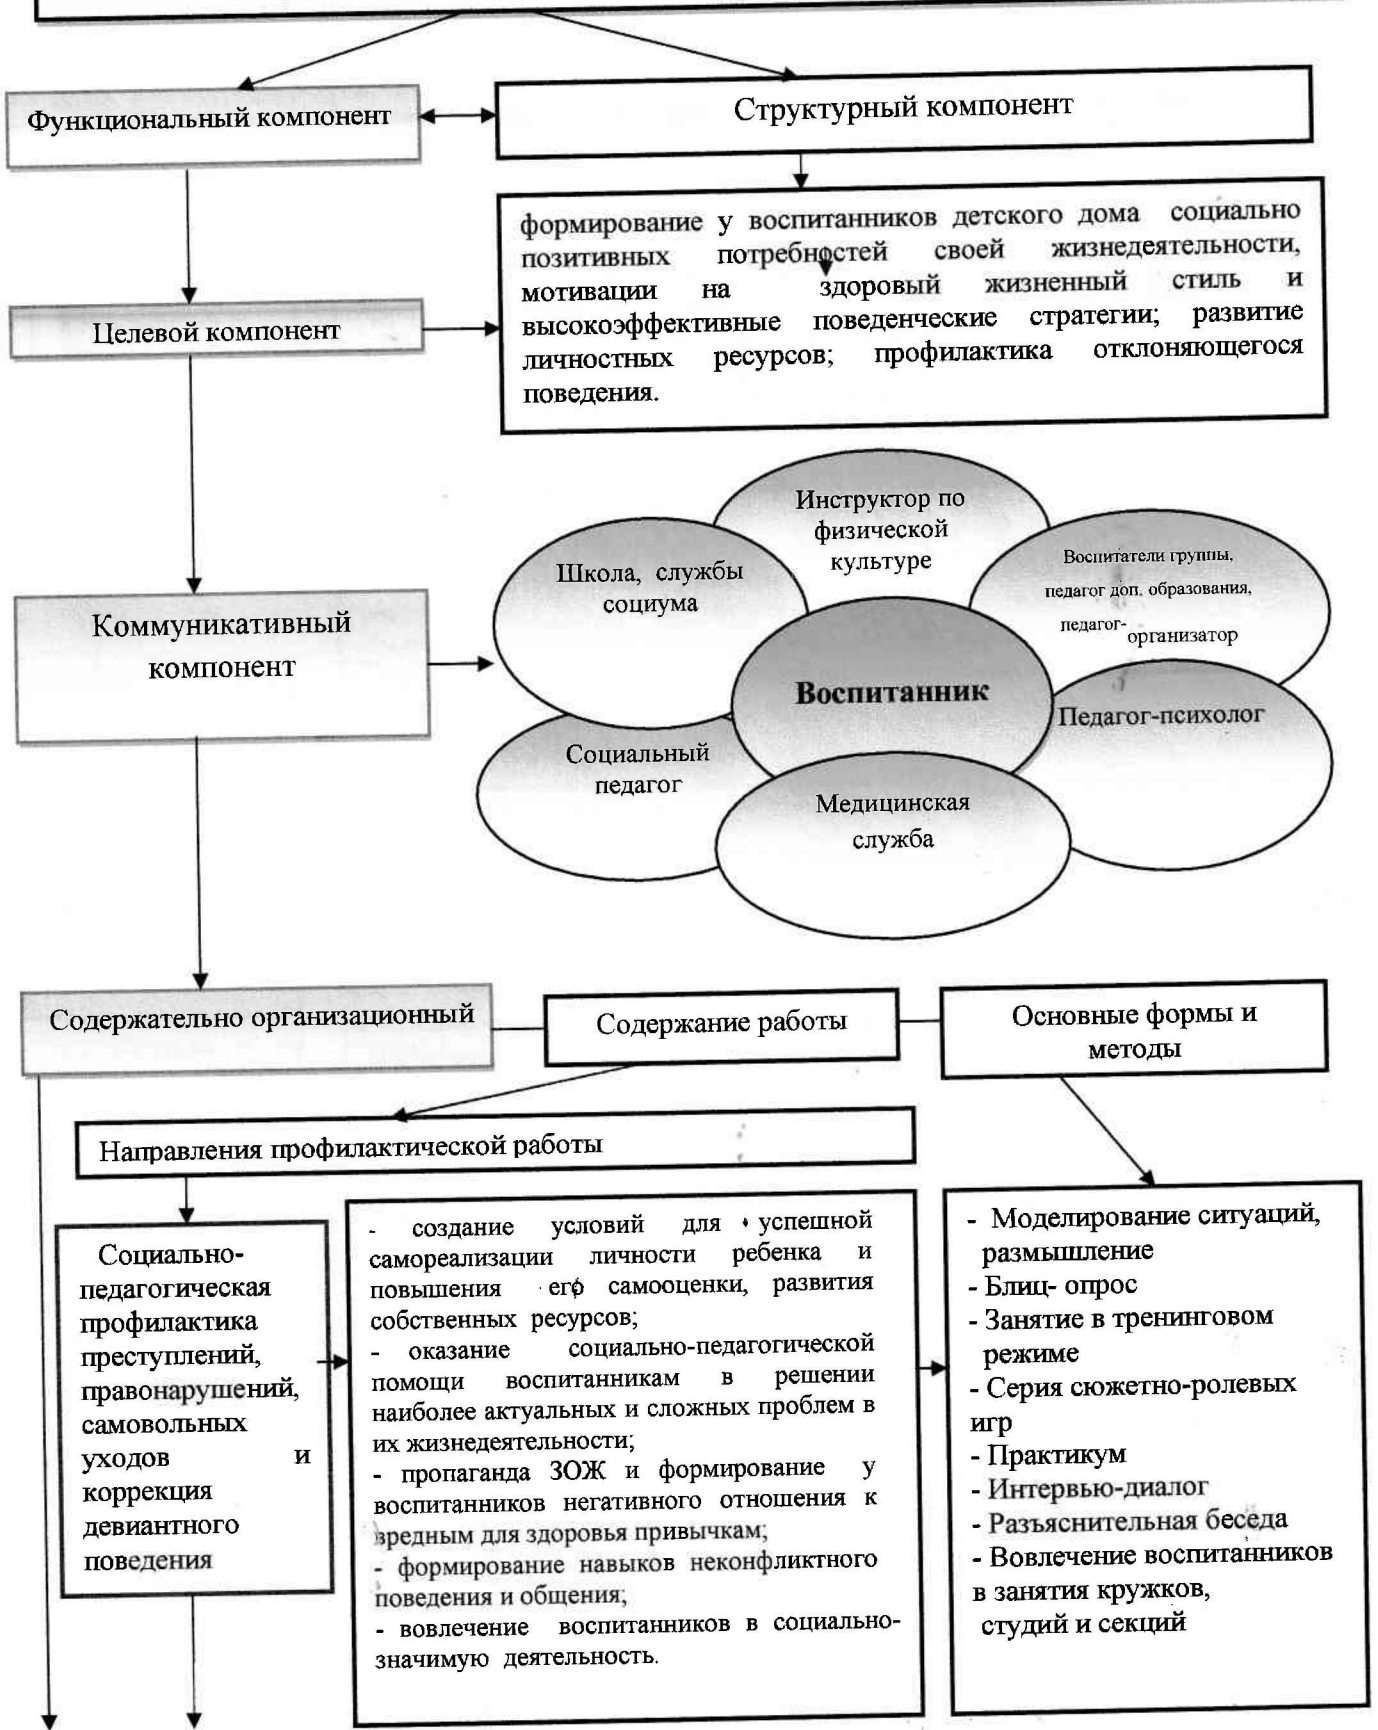 Функциональный компонент
Структурный компонент
формирование у воспитанников детского дома социально
позитивных потребностей своей жизнедеятельности,
мотивации на здоровый жизненный стиль и
высокоэффективные поведенческие стратегии; развитие
личностных ресурсов; профилактика отклоняющегося
поведения.
Целевой компонент
Инструктор по
физической
культуре
Школа, службы
социума
Воспитатели группы,
педагог доп. образования,
педагог-
организатор
Коммуникативный
компонент
Воспитанник
Педагог-психолог
Социальный
педагог
Медицинская
служба
Содержательно организационный
Содержание работы
Основные формы и
методы
Направления профилактической работы
Социально-
педагогическая
профилактика
преступлений,
правонарушений,
самовольных
уходов и
коррекция
девиантного
поведения
- создание условий для успешной
самореализации личности ребенка и
повышения его самооценки, развития
собственных ресурсов;
- оказание социально-педагогической
помощи воспитанникам в решении
наиболее актуальных и сложных проблем в
их жизнедеятельности;
- пропаганда ЗОЖ и формирование у
воспитанников негативного отношения к
вредным для здоровья привычкам;
- формирование навыков неконфликтного
поведения и общения;
- вовлечение воспитанников в социально-
значимую деятельность.
- Моделирование ситуаций,
размышление
- Блиц- опрос
- Занятие в тренинговом
режиме
- Серия сюжетно-ролевых
игр
- Практикум
- Интервью-диалог
- Разъяснительная беседа
- Вовлечение воспитанников
в занятия кружков,
студий и секций